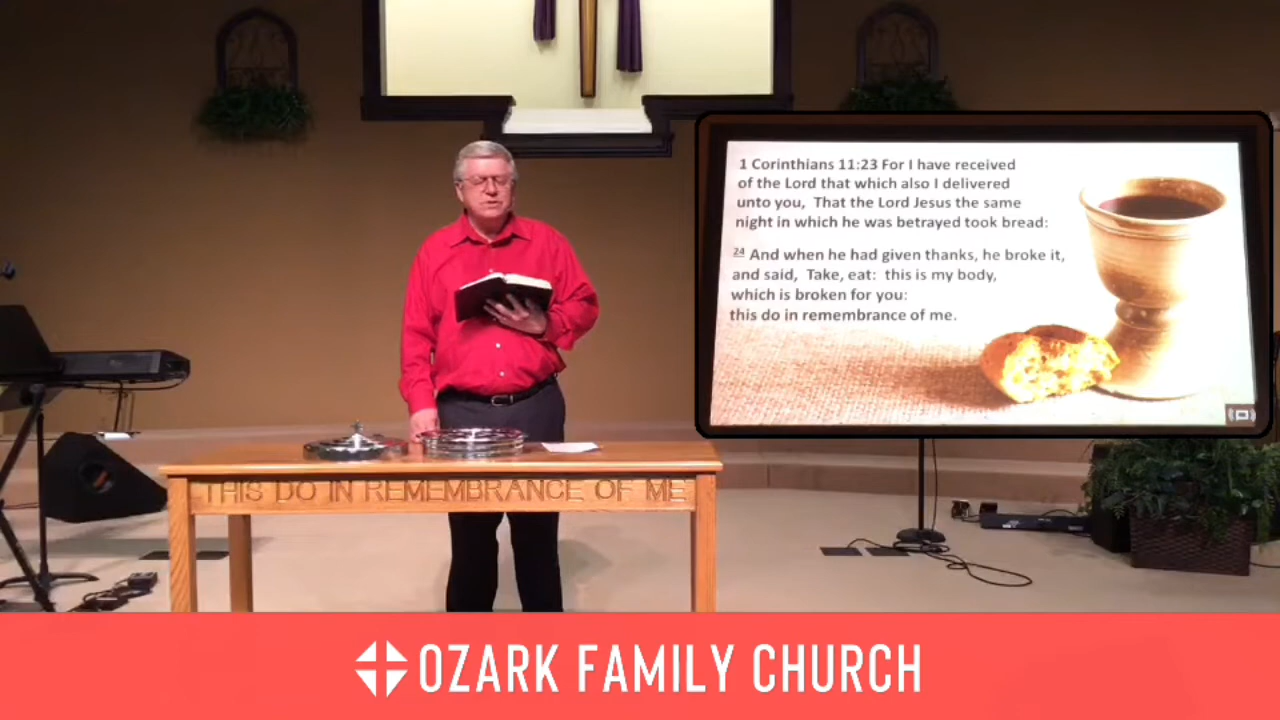 1 Corinthians 11:23 For I have received
of the Lord that which also I delivered
unto you, That the Lord Jesus the same
night in which he was betrayed took bread:
24 And when he had given thanks, he broke it,
and said, Take, eat: this is my body,
which is broken for you:
this do in remembrance of me.
THIS DO IN REMEMBRANCE OF ME
OZARK FAMILY CHURCH